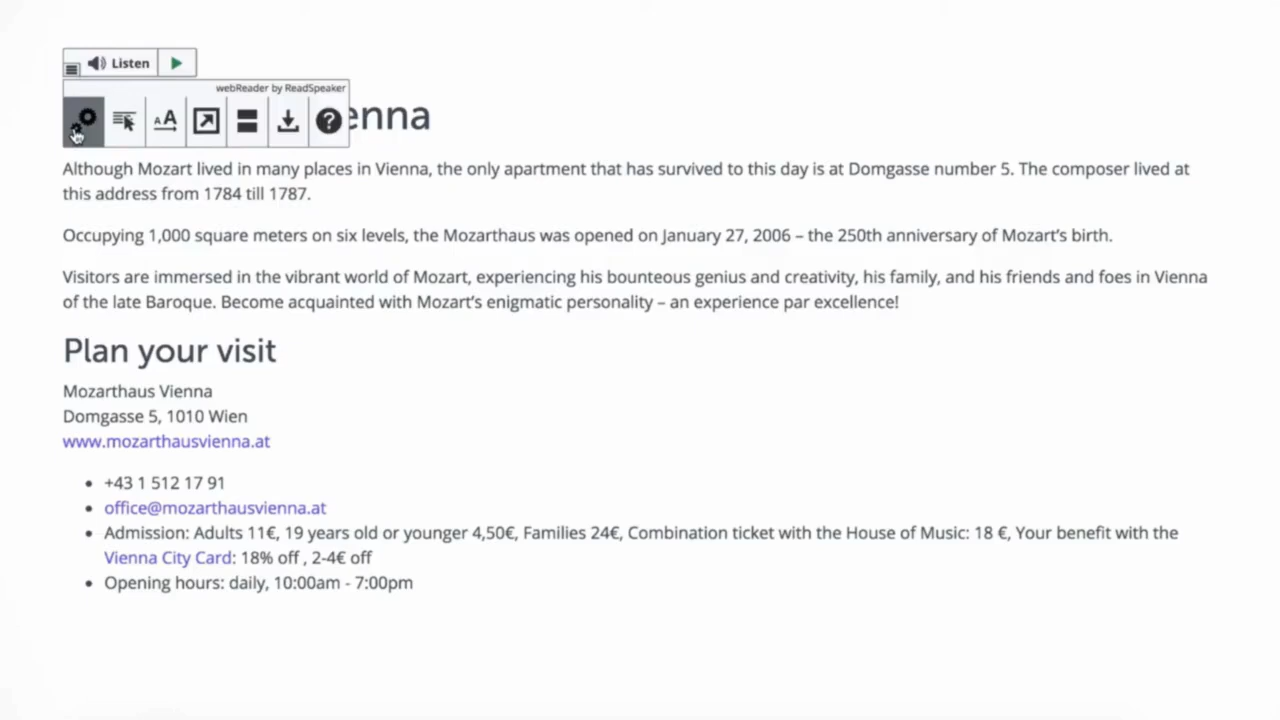 Listen
webReader by ReadSpeaker
AA
?
enna
Although Mozart lived in many places in Vienna, the only apartment that has survived to this day is at Domgasse number 5. The composer lived at
this address from 1784 till 1787.
Occupying 1,000 square meters on six levels, the Mozarthaus was opened on January 27, 2006 – the 250th anniversary of Mozart's birth.
Visitors are immersed in the vibrant world of Mozart, experiencing his bounteous genius and creativity, his family, and his friends and foes in Vienna
of the late Baroque. Become acquainted with Mozart's enigmatic personality – an experience par excellence!
Plan your visit
Mozarthaus Vienna
Domgasse 5, 1010 Wien
www.mozarthausvienna.at
• +43 1 512 17 91
• office@mozarthausvienna.at
• Admission: Adults 11€, 19 years old or younger 4,50€, Families 24€, Combination ticket with the House of Music: 18 €, Your benefit with the
Vienna City Card: 18% off , 2-4€ off
• Opening hours: daily, 10:00am - 7:00pm